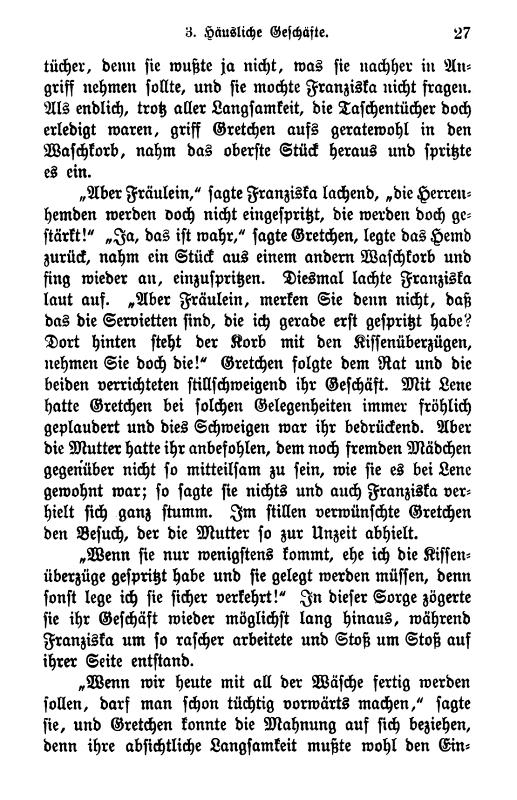 3. Häusliche Geschäfte. 27
tücher, denn sie wußte ja nicht, was sie nachher in An-
griff nehmen sollte, und sie mochte Franziska nicht fragen.
Als endlich, trotz aller Langsamkeit, die Taschentücher doch
erledigt waren, griff Gretchen aufs geratewohl in den
Waschkorb, nahm das oberste Stück heraus und spritzte
es ein.
„Aber Fräulein,“ sagte Franziska lachend, „die Herren-
hemden werden doch nicht eingespritzt, die werden doch ge-
stärkt!“ „Ja, das ist wahr,“ sagte Gretchen, legte das Hemd
zurück, nahm ein Stück aus einem andern Waschkorb und
fing wieder an, einzuspritzen. Diesmal lachte Franziska
laut auf. „Aber Fräulein, merken Sie denn nicht, daß
das die Servietten sind, die ich gerade erst gespritzt habe?
Dort hinten steht der Korb mit den Kissenüberzügen,
nehmen Sie doch die!“ Gretchen folgte dem Rat und die
beiden verrichteten stillschweigend ihr Geschäft. Mit Lene
hatte Gretchen bei solchen Gelegenheiten immer fröhlich
geplaudert und dies Schweigen war ihr bedrückend. Aber
die Mutter hatte ihr anbefohlen, dem noch fremden Mädchen
gegenüber nicht so mitteilsam zu sein, wie sie es bei Lene
gewohnt war; so sagte sie nichts und auch Franziska ver-
hielt sich ganz stumm. Im stillen verwünschte Gretchen
den Besuch, der die Mutter so zur Unzeit abhielt.
„Wenn sie nur wenigstens kommt, ehe ich die Kissen-
überzüge gespritzt habe und sie gelegt werden müssen, denn
sonst lege ich sie sicher verkehrt!“ In dieser Sorge zögerte
sie ihr Geschäft wieder möglichst lang hinaus, während
Franziska um so rascher arbeitete und Stoß um Stoß auf
ihrer Seite entstand.
„Wenn wir heute mit all der Wäsche fertig werden
sollen, darf man schon tüchtig vorwärts machen,“ sagte
sie, und Gretchen konnte die Mahnung auf sich beziehen,
denn ihre absichtliche Langsamkeit mußte wohl den Ein-